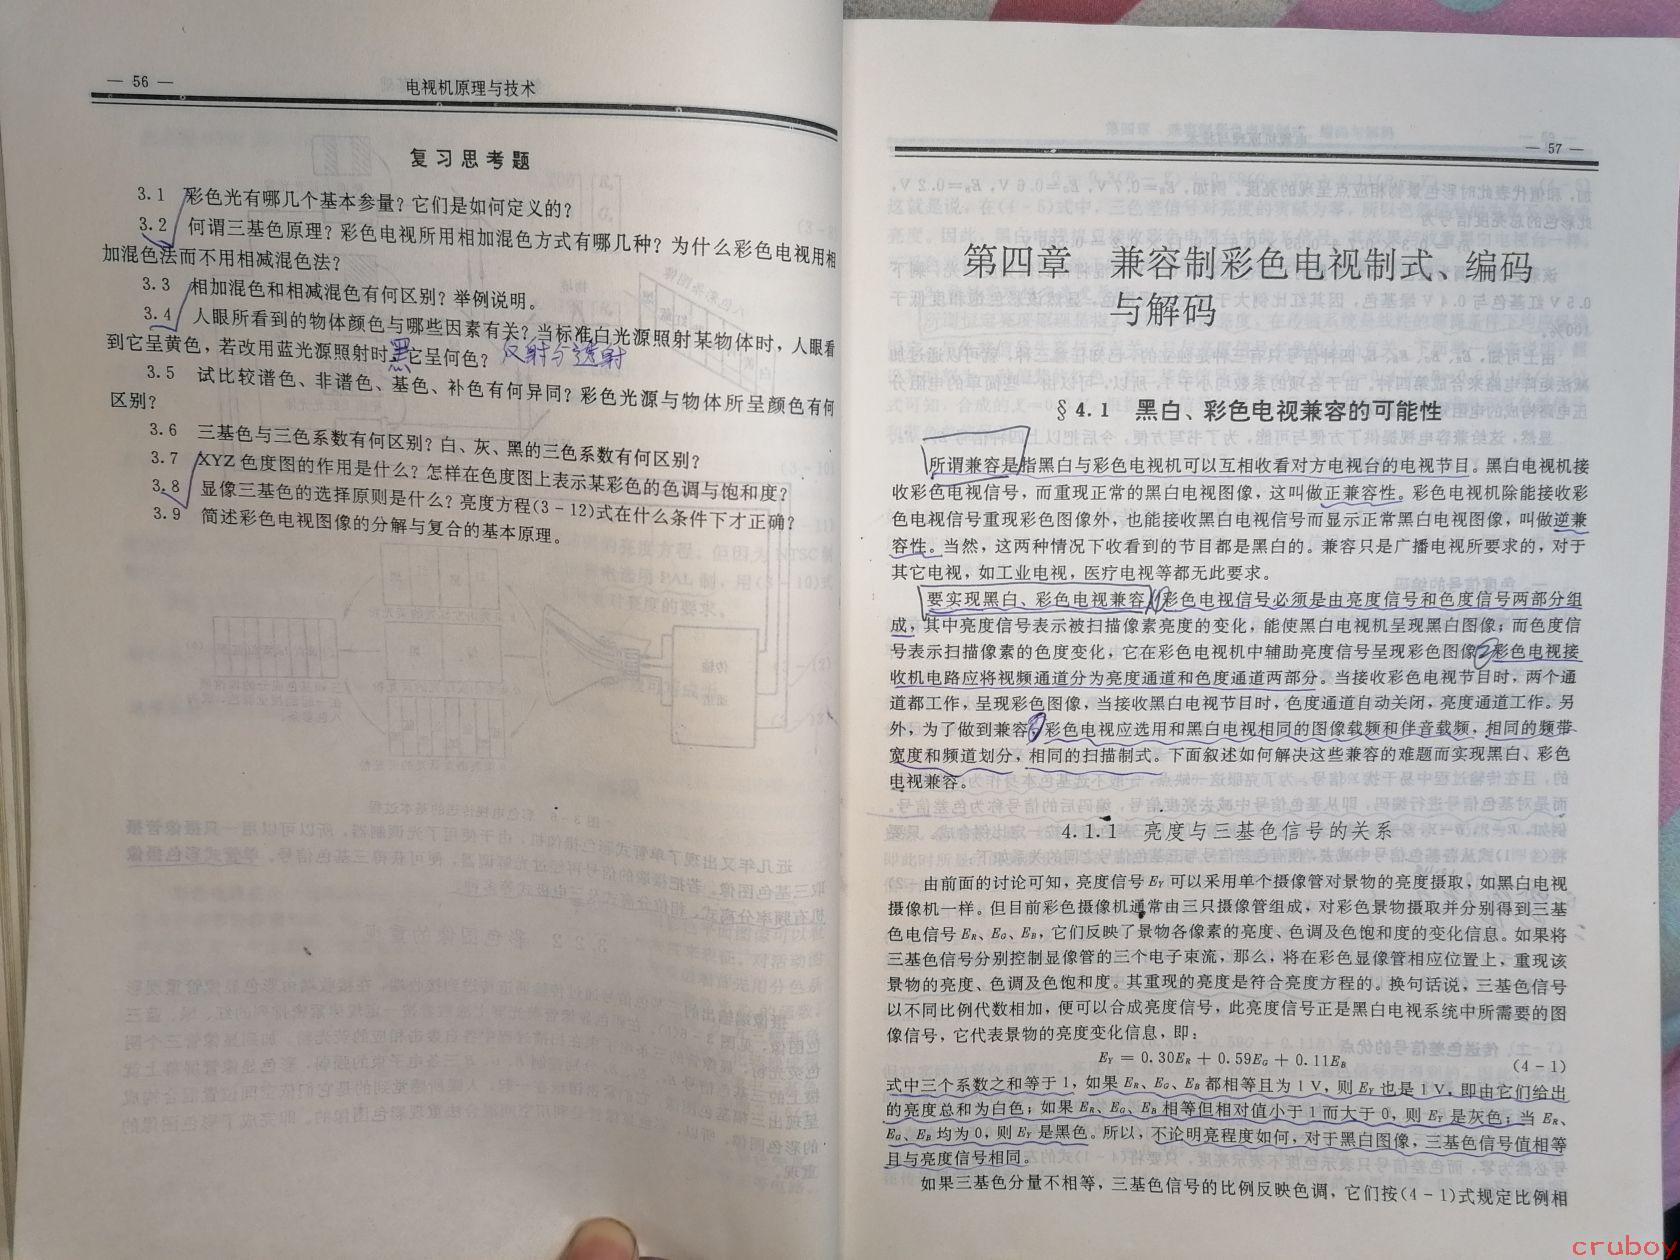 — 56 —
电视机原理与技术
复习思考题
3.1 彩色光有哪几个基本参量？它们是如何定义的？
3.2 何谓三基色原理？彩色电视所用相加混色方式有哪几种？为什么彩色电视用相
加混色法而不用相减混色法？
3.3 相加混色和相减混色有何区别？举例说明。
3.4 人眼所看到的物体颜色与哪些因素有关？当标准白光源照射某物体时，人眼看
到它呈黄色，若改用蓝光源照射时，它呈何色？ 黑 反射与透射
3.5 试比较谱色、非谱色、基色、补色有何异同？彩色光源与物体所呈颜色有何
区别？
3.6 三基色与三色系数有何区别？白、灰、黑的三色系数有何区别？
3.7 XYZ色度图的作用是什么？怎样在色度图上表示某彩色的色调与饱和度？
3.8 显像三基色的选择原则是什么？亮度方程(3－12)式在什么条件下才正确？
3.9 简述彩色电视图像的分解与复合的基本原理。
— 57 —
第四章 兼容制彩色电视制式、编码
与解码
§4.1 黑白、彩色电视兼容的可能性
所谓兼容是指黑白与彩色电视机可以互相收看对方电视台的电视节目。黑白电视机接
收彩色电视信号，而重现正常的黑白电视图像，这叫做正兼容性。彩色电视机除能接收彩
色电视信号重现彩色图像外，也能接收黑白电视信号而显示正常黑白电视图像，叫做逆兼
容性。当然，这两种情况下收看到的节目都是黑白的。兼容只是广播电视所要求的，对于
其它电视，如工业电视，医疗电视等都无此要求。
要实现黑白、彩色电视兼容，彩色电视信号必须是由亮度信号和色度信号两部分组
成，其中亮度信号表示被扫描像素亮度的变化，能使黑白电视机呈现黑白图像；而色度信
号表示扫描像素的色度变化，它在彩色电视机中辅助亮度信号呈现彩色图像。②彩色电视接
收机电路应将视频通道分为亮度通道和色度通道两部分。当接收彩色电视节目时，两个通
道都工作，呈现彩色图像，当接收黑白电视节目时，色度通道自动关闭，亮度通道工作。另
外，为了做到兼容，彩色电视应选用和黑白电视相同的图像载频和伴音载频，相同的频带
宽度和频道划分，相同的扫描制式。下面叙述如何解决这些兼容的难题而实现黑白、彩色
电视兼容。
4.1.1 亮度与三基色信号的关系
由前面的讨论可知，亮度信号E_Y可以采用单个摄像管对景物的亮度摄取，如黑白电视
摄像机一样。但目前彩色摄像机通常由三只摄像管组成，对彩色景物摄取并分别得到三基
色电信号E_R、E_G、E_B，它们反映了景物各像素的亮度、色调及色饱和度的变化信息。如果将
三基色信号分别控制显像管的三个电子束流，那么，将在彩色显像管相应位置上，重现该
景物的亮度、色调及色饱和度。其重现的亮度是符合亮度方程的。换句话说，三基色信号
以不同比例代数相加，便可以合成亮度信号，此亮度信号正是黑白电视系统中所需要的图
像信号，它代表景物的亮度变化信息，即：
E_Y = 0.30E_R + 0.59E_G + 0.11E_B (4－1)
式中三个系数之和等于1，如果E_R、E_G、E_B都相等且为1 V，则E_Y也是1 V，即由它们给出
的亮度总和为白色；如果E_R、E_G、E_B相等但相对值小于1而大于0，则E_Y是灰色；当E_R、
E_G、E_B均为0，则E_Y是黑色。所以，不论明亮程度如何，对于黑白图像，三基色信号值相等
且与亮度信号相同。
如果三基色分量不相等，三基色信号的比例反映色调，它们按(4－1)式规定比例相
cruboy